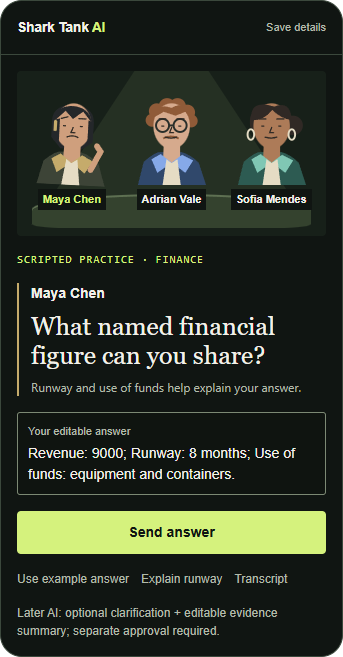 Shark Tank AI
Save details
Maya Chen
Adrian Vale
Sofia Mendes
SCRIPTED PRACTICE · FINANCE
Maya Chen
What named financial
figure can you share?
Runway and use of funds help explain your answer.
Your editable answer
Revenue: 9000; Runway: 8 months; Use of
funds: equipment and containers.
Send answer
Use example answer
Explain runway
Transcript
Later AI: optional clarification + editable evidence
summary; separate approval required.